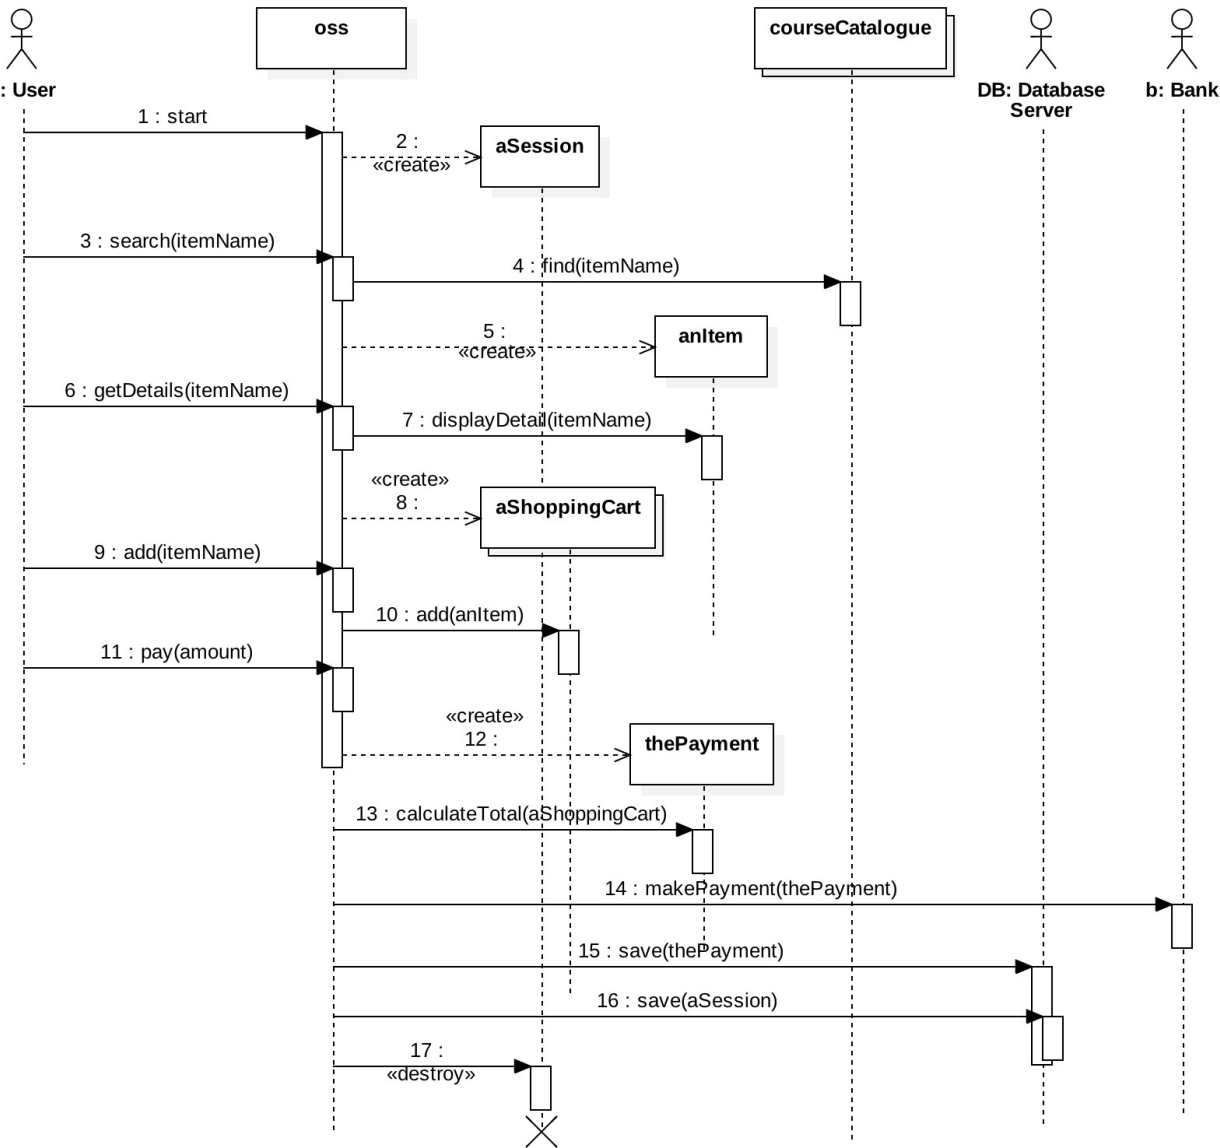 oss
courseCatalogue
: User
DB: Database
Server
b: Bank
1 : start
2 :
«create»
aSession
3 : search(itemName)
4 : find(itemName)
5 :
«create»
anItem
6 : getDetails(itemName)
7 : displayDetail(itemName)
«create»
8 :
aShoppingCart
9 : add(itemName)
10 : add(anItem)
11 : pay(amount)
«create»
12 :
thePayment
13 : calculateTotal(aShoppingCart)
14 : makePayment(thePayment)
15 : save(thePayment)
16 : save(aSession)
17 :
«destroy»